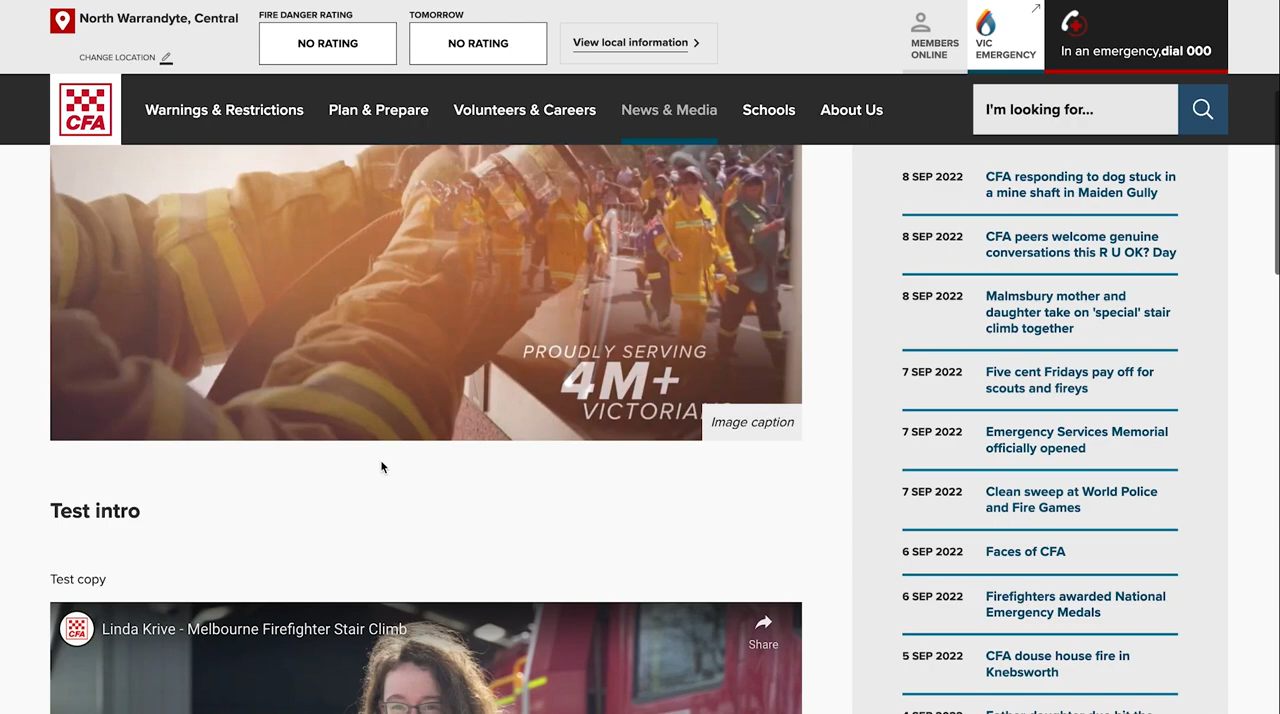 North Warrandyte, Central
CHANGE LOCATION
FIRE DANGER RATING
NO RATING
TOMORROW
NO RATING
View local information
MEMBERS
ONLINE
VIC
EMERGENCY
In an emergency,dial 000
CFA
Warnings & Restrictions
Plan & Prepare
Volunteers & Careers
News & Media
Schools
About Us
I'm looking for...
PROUDLY SERVING
4M+
VICTORIA
Image caption
Test intro
Test copy
CFA
Linda Krive - Melbourne Firefighter Stair Climb
Share
8 SEP 2022
CFA responding to dog stuck in
a mine shaft in Maiden Gully
8 SEP 2022
CFA peers welcome genuine
conversations this R U OK? Day
8 SEP 2022
Malmsbury mother and
daughter take on 'special' stair
climb together
7 SEP 2022
Five cent Fridays pay off for
scouts and fireys
7 SEP 2022
Emergency Services Memorial
officially opened
7 SEP 2022
Clean sweep at World Police
and Fire Games
6 SEP 2022
Faces of CFA
6 SEP 2022
Firefighters awarded National
Emergency Medals
5 SEP 2022
CFA douse house fire in
Knebsworth